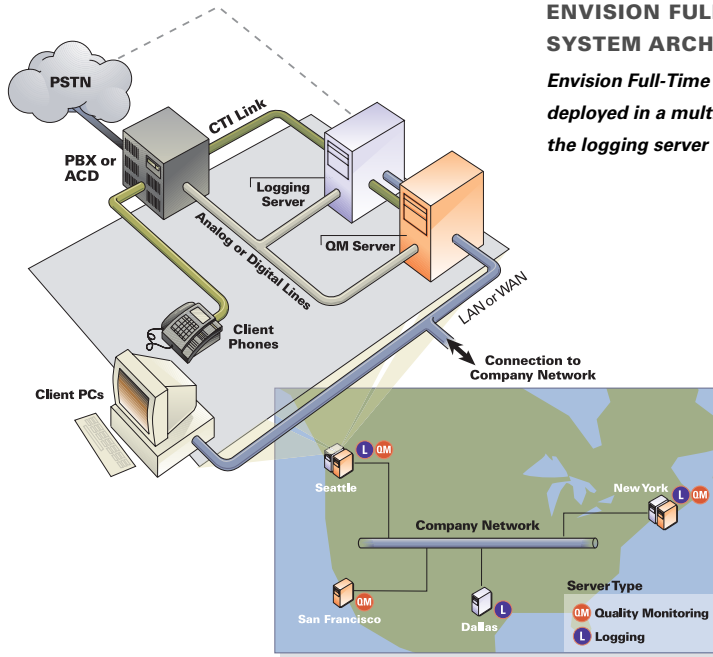 ENVISION FULL
SYSTEM ARCH
Envision Full-Time
deployed in a mult
the logging server
PSTN
CTI Link
PBX or
ACD
Logging
Server
QM Server
Analog or Digital Lines
LAN or WAN
Client
Phones
Connection to
Company Network
Client PCs
L QM
Seattle
New York
L QM
Company Network
QM
San Francisco
L
Dallas
Server Type
QM Quality Monitoring
L Logging